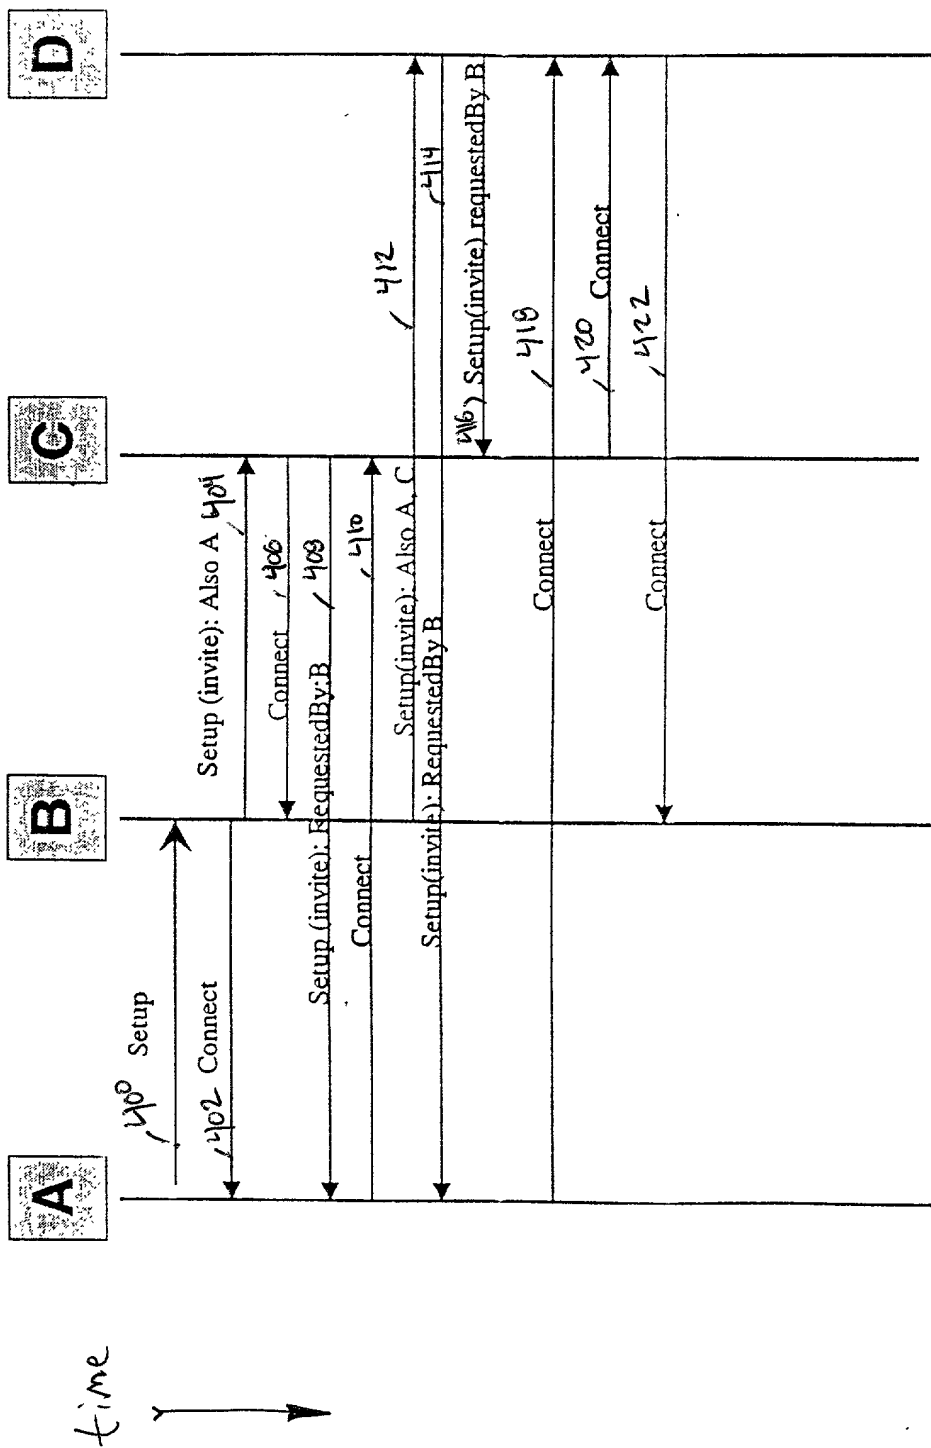 time
A
B
C
D
400 Setup
402 Connect
Setup (invite): Also A 404
Connect 406
Setup (invite): RequestedBy:B 408
Connect 410
Setup(invite): Also A, C 412
Setup(invite): RequestedBy B 414
416 Setup(invite) requestedBy B
Connect 418
420 Connect
Connect 422